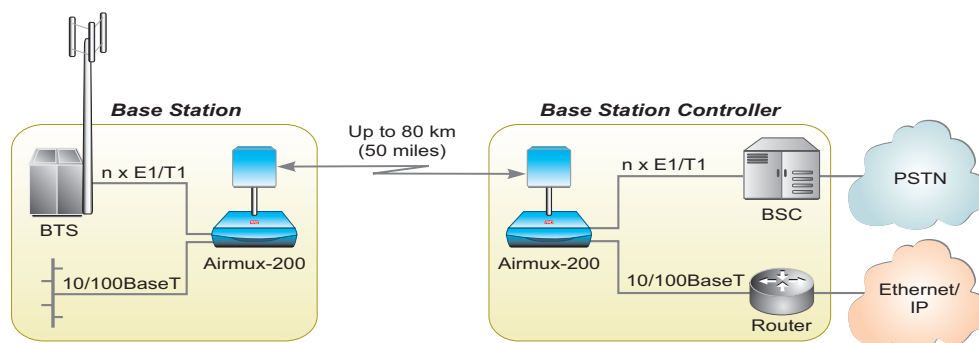 Base Station
Base Station Controller
Up to 80 km
(50 miles)
n x E1/T1
BTS
Airmux-200
10/100BaseT
n x E1/T1
BSC
PSTN
Airmux-200
10/100BaseT
Router
Ethernet/
IP